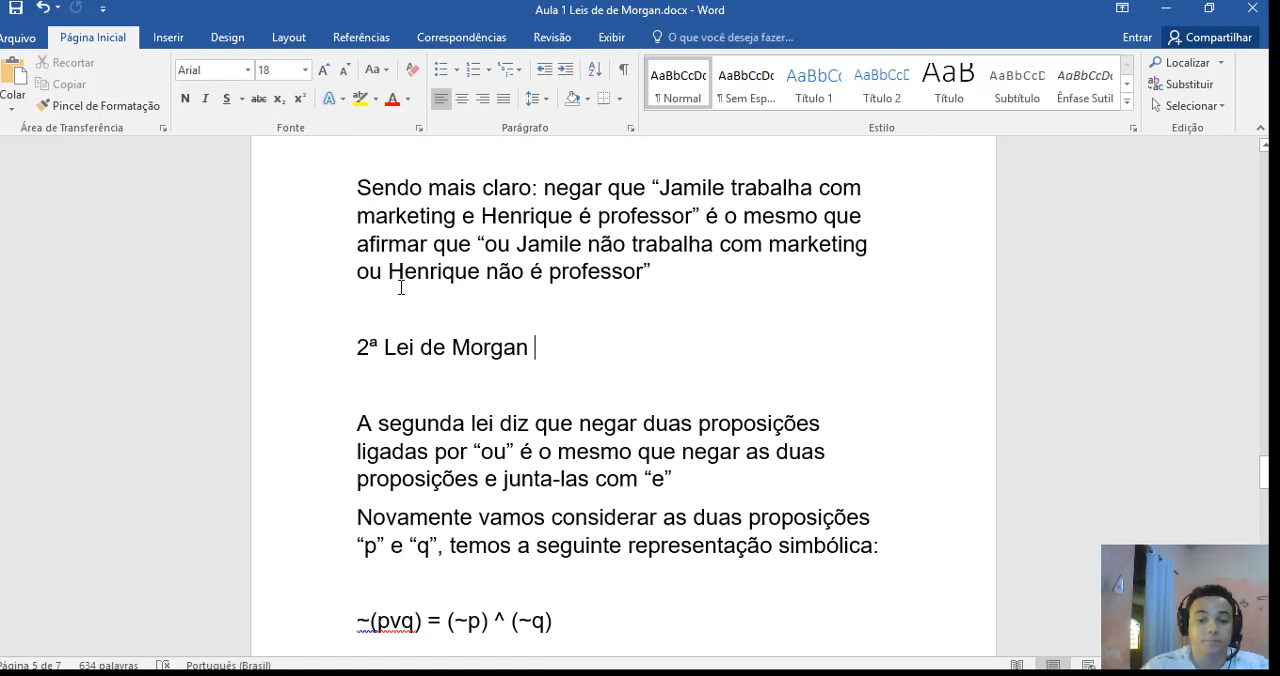 Aula 1 Leis de de Morgan.docx - Word
Arquivo Página Inicial Inserir Design Layout Referências Correspondências Revisão Exibir O que você deseja fazer... Entrar Compartilhar
Colar
Recortar
Copiar
Pincel de Formatação
Área de Transferência
Arial 18 Aa
N I S abc x₂ x² A aby A
Fonte
Parágrafo
AaBbCcDc AaBbCcDc AaBbCc AaBbCcD AaB AaBbCcD AaBbCcDc
¶ Normal ¶ Sem Esp... Título 1 Título 2 Título Subtítulo Ênfase Sutil
Estilo
Localizar
Substituir
Selecionar
Edição
Sendo mais claro: negar que “Jamile trabalha com
marketing e Henrique é professor” é o mesmo que
afirmar que “ou Jamile não trabalha com marketing
ou Henrique não é professor”
2ª Lei de Morgan
A segunda lei diz que negar duas proposições
ligadas por “ou” é o mesmo que negar as duas
proposições e junta-las com “e”
Novamente vamos considerar as duas proposições
“p” e “q”, temos a seguinte representação simbólica:
~(pvq) = (~p) ^ (~q)
Página 5 de 7 634 palavras Português (Brasil)